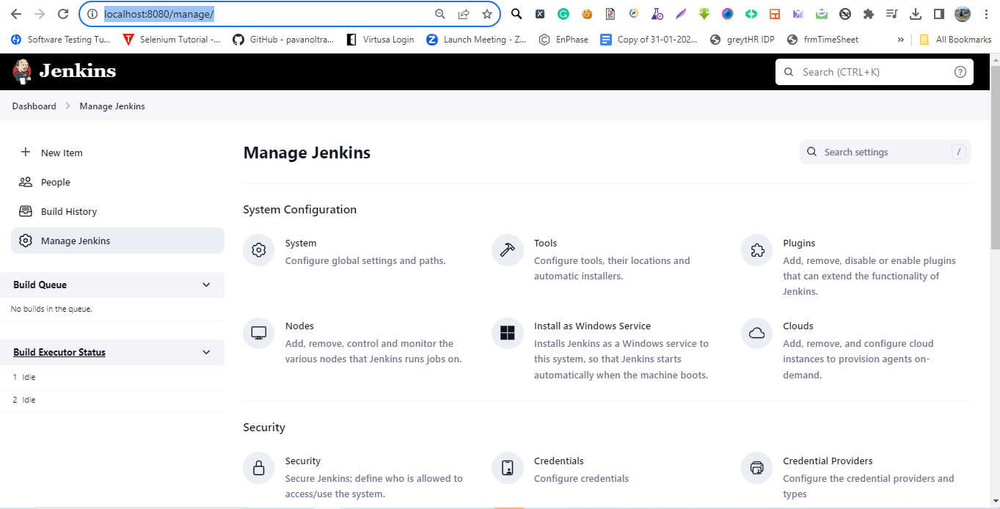 localhost:8080/manage/
Software Testing Tu...
Selenium Tutorial -...
GitHub - pavanoltra...
Virtusa Login
Launch Meeting - Z...
EnPhase
Copy of 31-01-202...
greytHR IDP
frmTimeSheet
»
All Bookmarks
Jenkins
Search (CTRL+K)
Dashboard > Manage Jenkins
New Item
People
Build History
Manage Jenkins
Build Queue
No builds in the queue.
Build Executor Status
1 Idle
2 Idle
Manage Jenkins
Search settings /
System Configuration
System
Configure global settings and paths.
Tools
Configure tools, their locations and
automatic installers.
Plugins
Add, remove, disable or enable plugins
that can extend the functionality of
Jenkins.
Nodes
Add, remove, control and monitor the
various nodes that Jenkins runs jobs on.
Install as Windows Service
Installs Jenkins as a Windows service to
this system, so that Jenkins starts
automatically when the machine boots.
Clouds
Add, remove, and configure cloud
instances to provision agents on-
demand.
Security
Security
Secure Jenkins; define who is allowed to
access/use the system.
Credentials
Configure credentials
Credential Providers
Configure the credential providers and
types